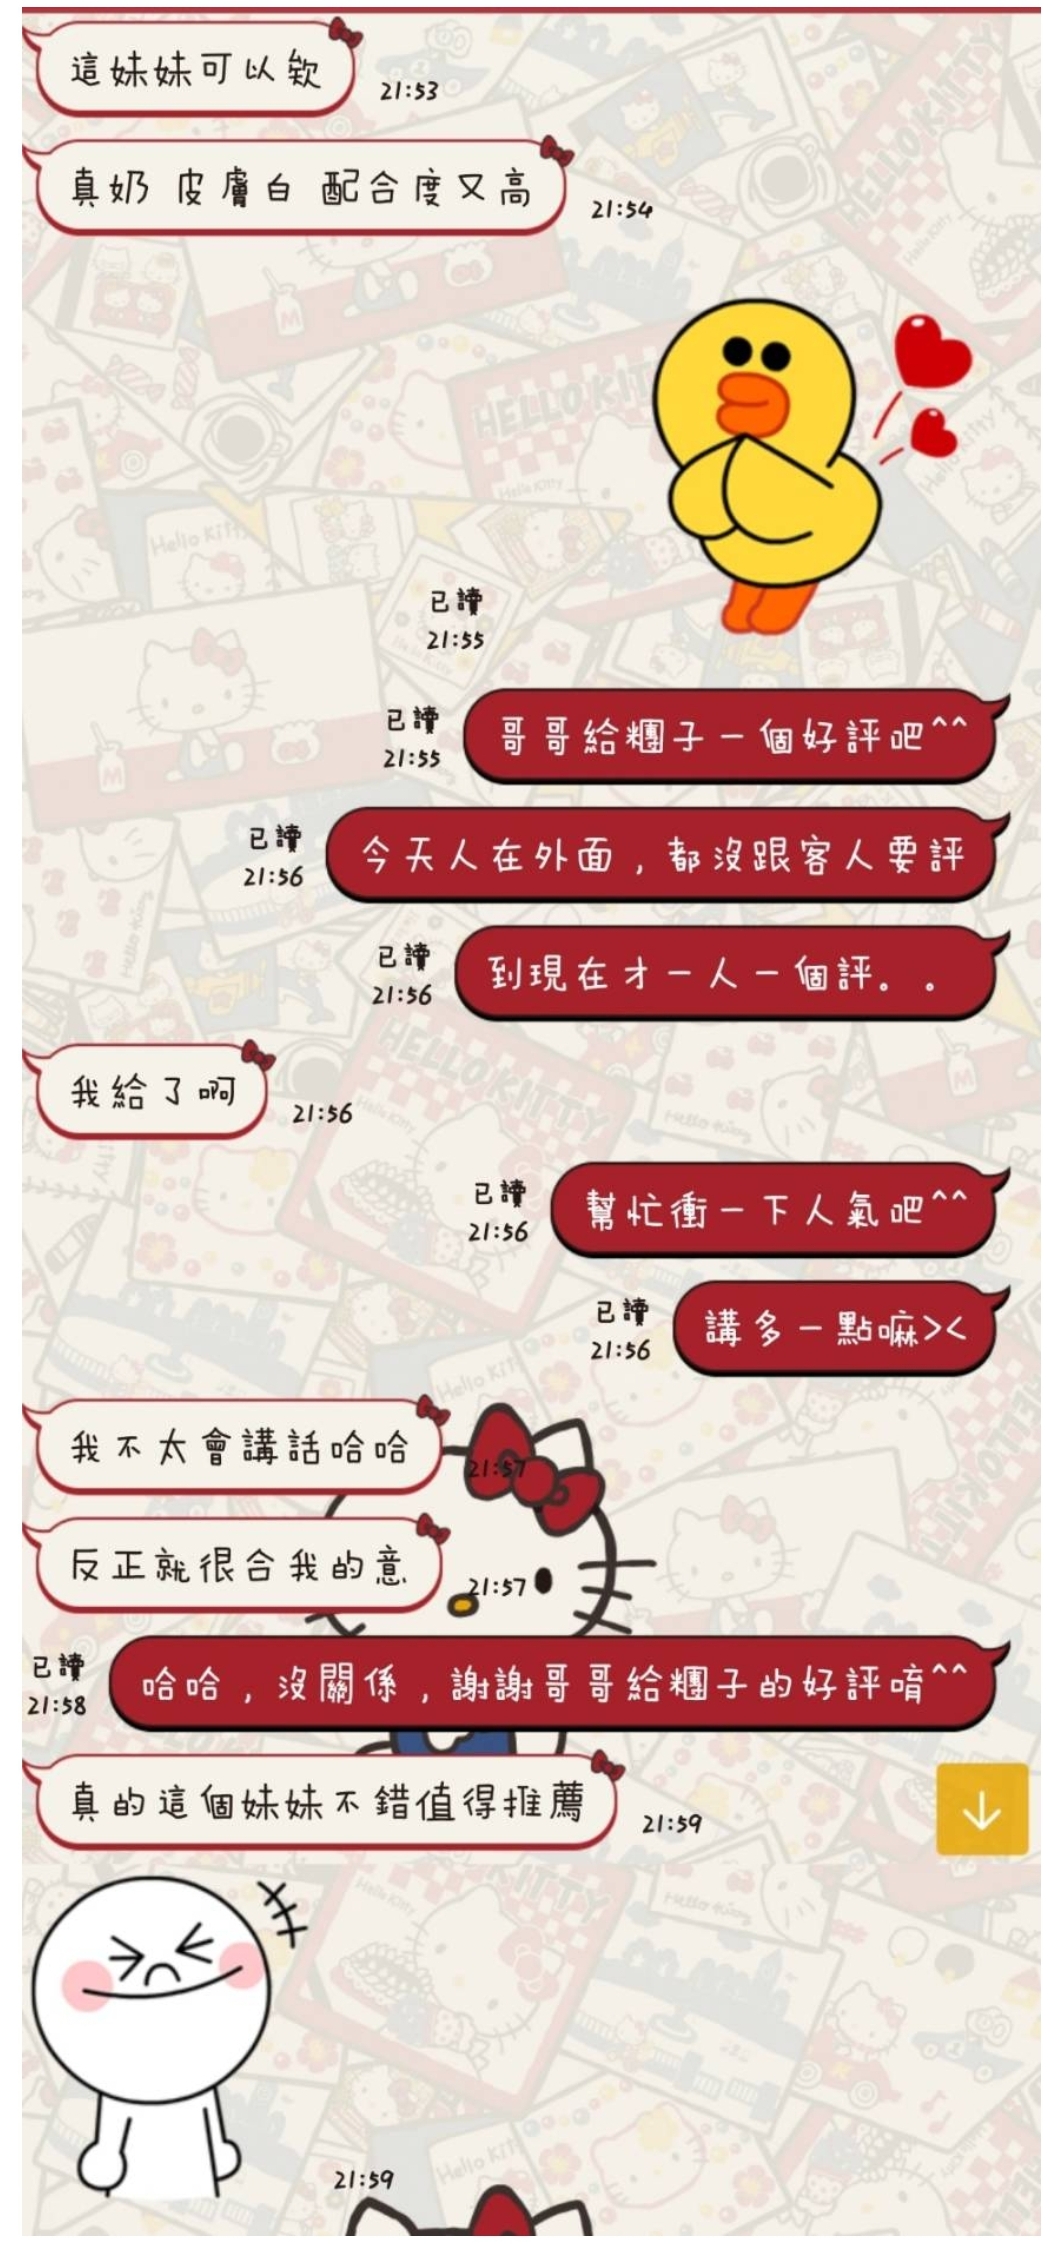 這妹妹可以欸
21:53
真奶 皮膚白 配合度又高
21:54
已讀
21:55
已讀
21:55
哥哥給糰子一個好評吧^^
已讀
21:56
今天人在外面，都沒跟客人要評
已讀
21:56
到現在才一人一個評。.
我給了啊
21:56
已讀
21:56
幫忙衝一下人氣吧^^
已讀
21:56
講多一點嘛><
我不太會講話哈哈
21:57
反正就很合我的意
21:57
已讀
21:58
哈哈，沒關係，謝謝哥哥給糰子的好評唷^^
真的這個妹妹不錯值得推薦
21:59
21:59